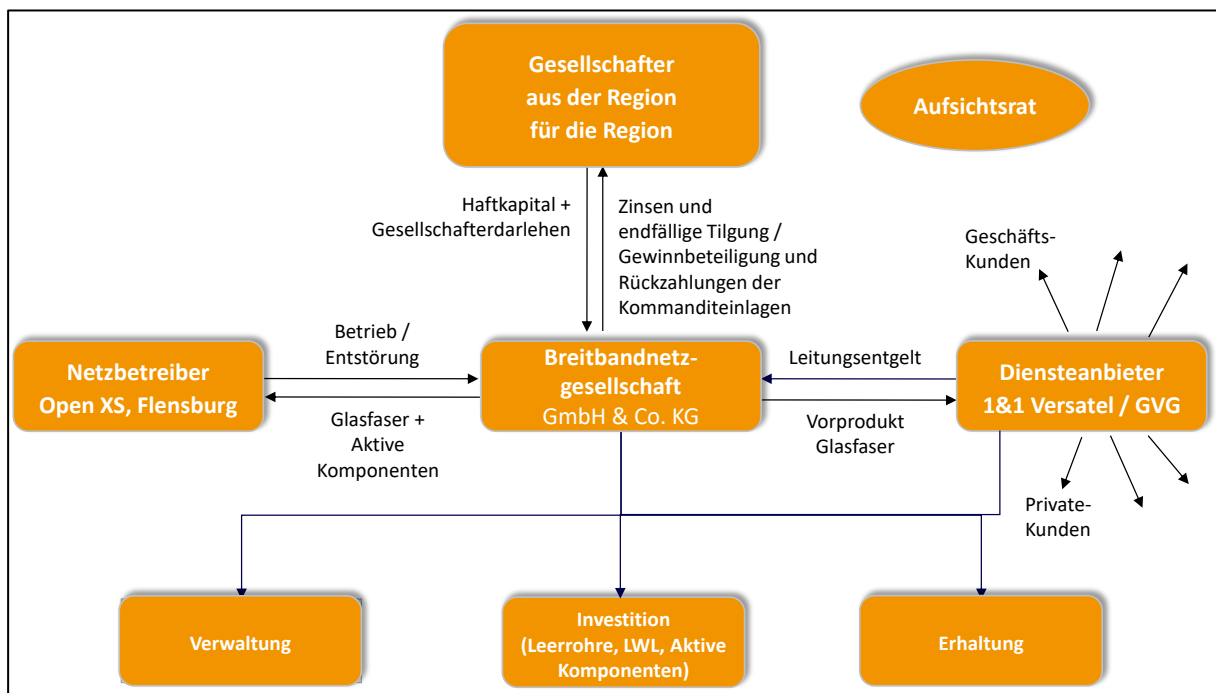 Gesellschafter
aus der Region
für die Region
Aufsichtsrat
Haftkapital +
Gesellschafterdarlehen
Zinsen und
endfällige Tilgung /
Gewinnbeteiligung und
Rückzahlungen der
Kommanditeinlagen
Geschäfts-
Kunden
Betrieb /
Entstörung
Netzbetreiber
Open XS, Flensburg
Breitbandnetz-
gesellschaft
GmbH & Co. KG
Leitungsentgelt
Diensteanbieter
1&1 Versatel / GVG
Glasfaser +
Aktive
Komponenten
Vorprodukt
Glasfaser
Private-
Kunden
Verwaltung
Investition
(Leerrohre, LWL, Aktive
Komponenten)
Erhaltung